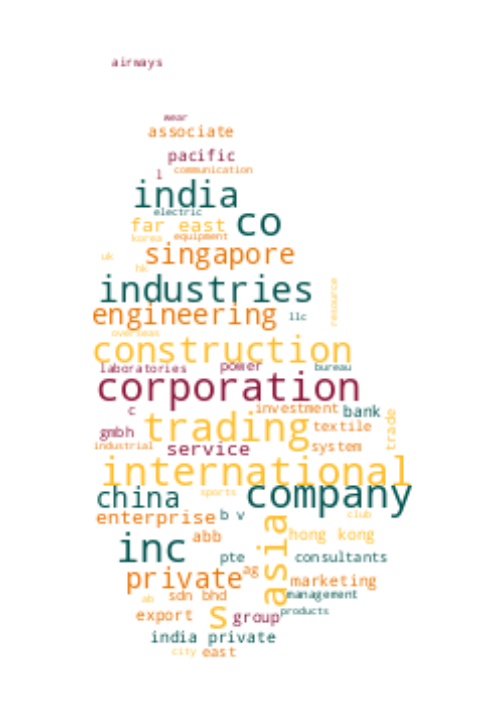 airways
wear
associate
pacific
communication
l
india
electric
co
far east
korea equipment
singapore
uk
hk
industries
resource
engineering
llc
overseas
construction
laboratories power bureau
corporation
c investment bank
trading
trade
gmbh textile
industrial service system
international
china sports company
enterprise b v club
asia
abb hong kong
inc
pte consultants
private ag marketing
ab sdn bhd management
export s group products
india private
city east